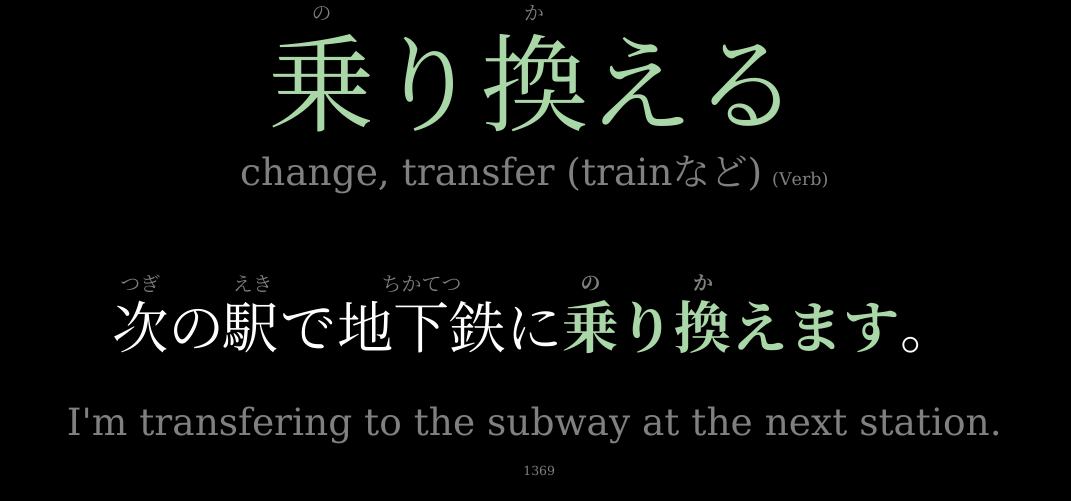 の か
乗り換える
change, transfer (trainなど) (Verb)
つぎ えき ちかてつ の か
次の駅で地下鉄に乗り換えます。
I'm transfering to the subway at the next station.
1369